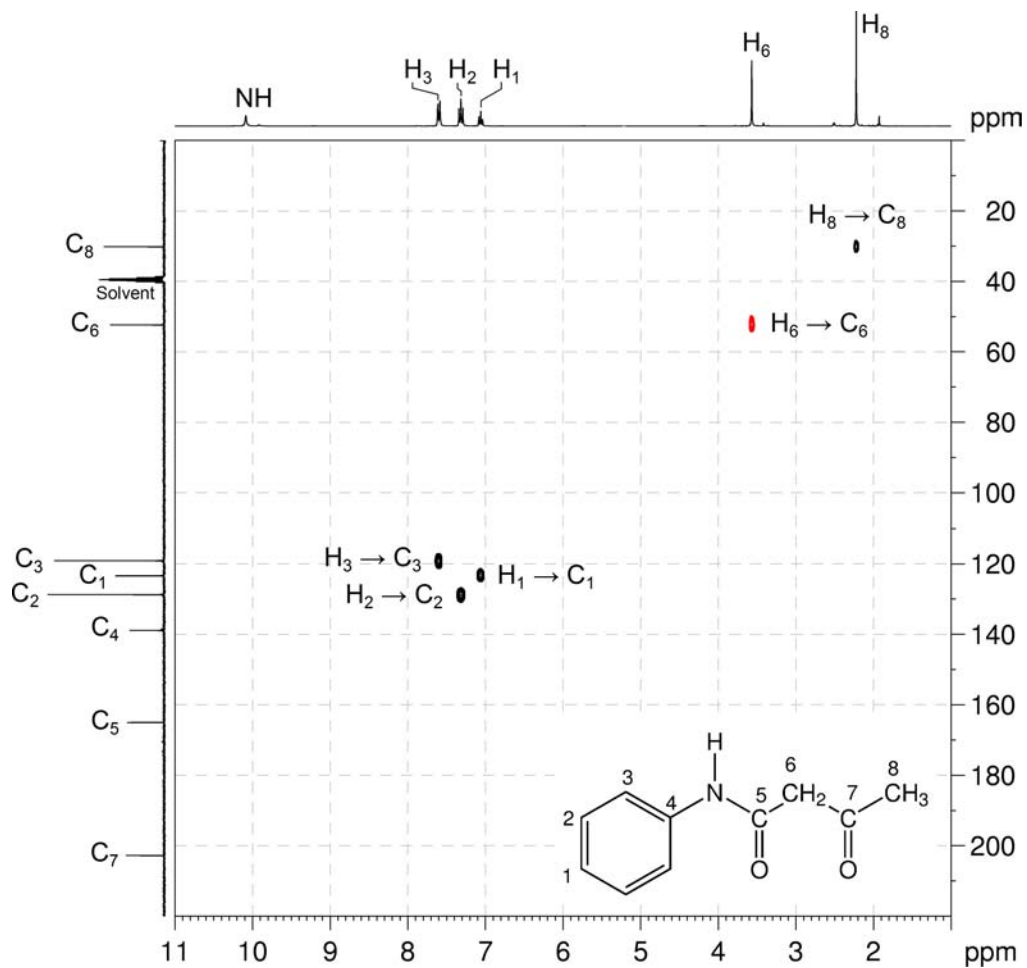 H₈
H₆
H₃ H₂ H₁
NH
ppm
H₈ → C₈
20
C₈
Solvent
40
C₆
H₆ → C₆
60
80
100
C₃
H₃ → C₃
120
C₁
H₁ → C₁
C₂
H₂ → C₂
C₄
140
C₅
160
H
180
3 4 N 5 6 CH₂ 7 8 CH₃
2
C C
200
C₇
1
O O
11 10 9 8 7 6 5 4 3 2 ppm